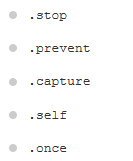 .stop
.prevent
.capture
.self
.once